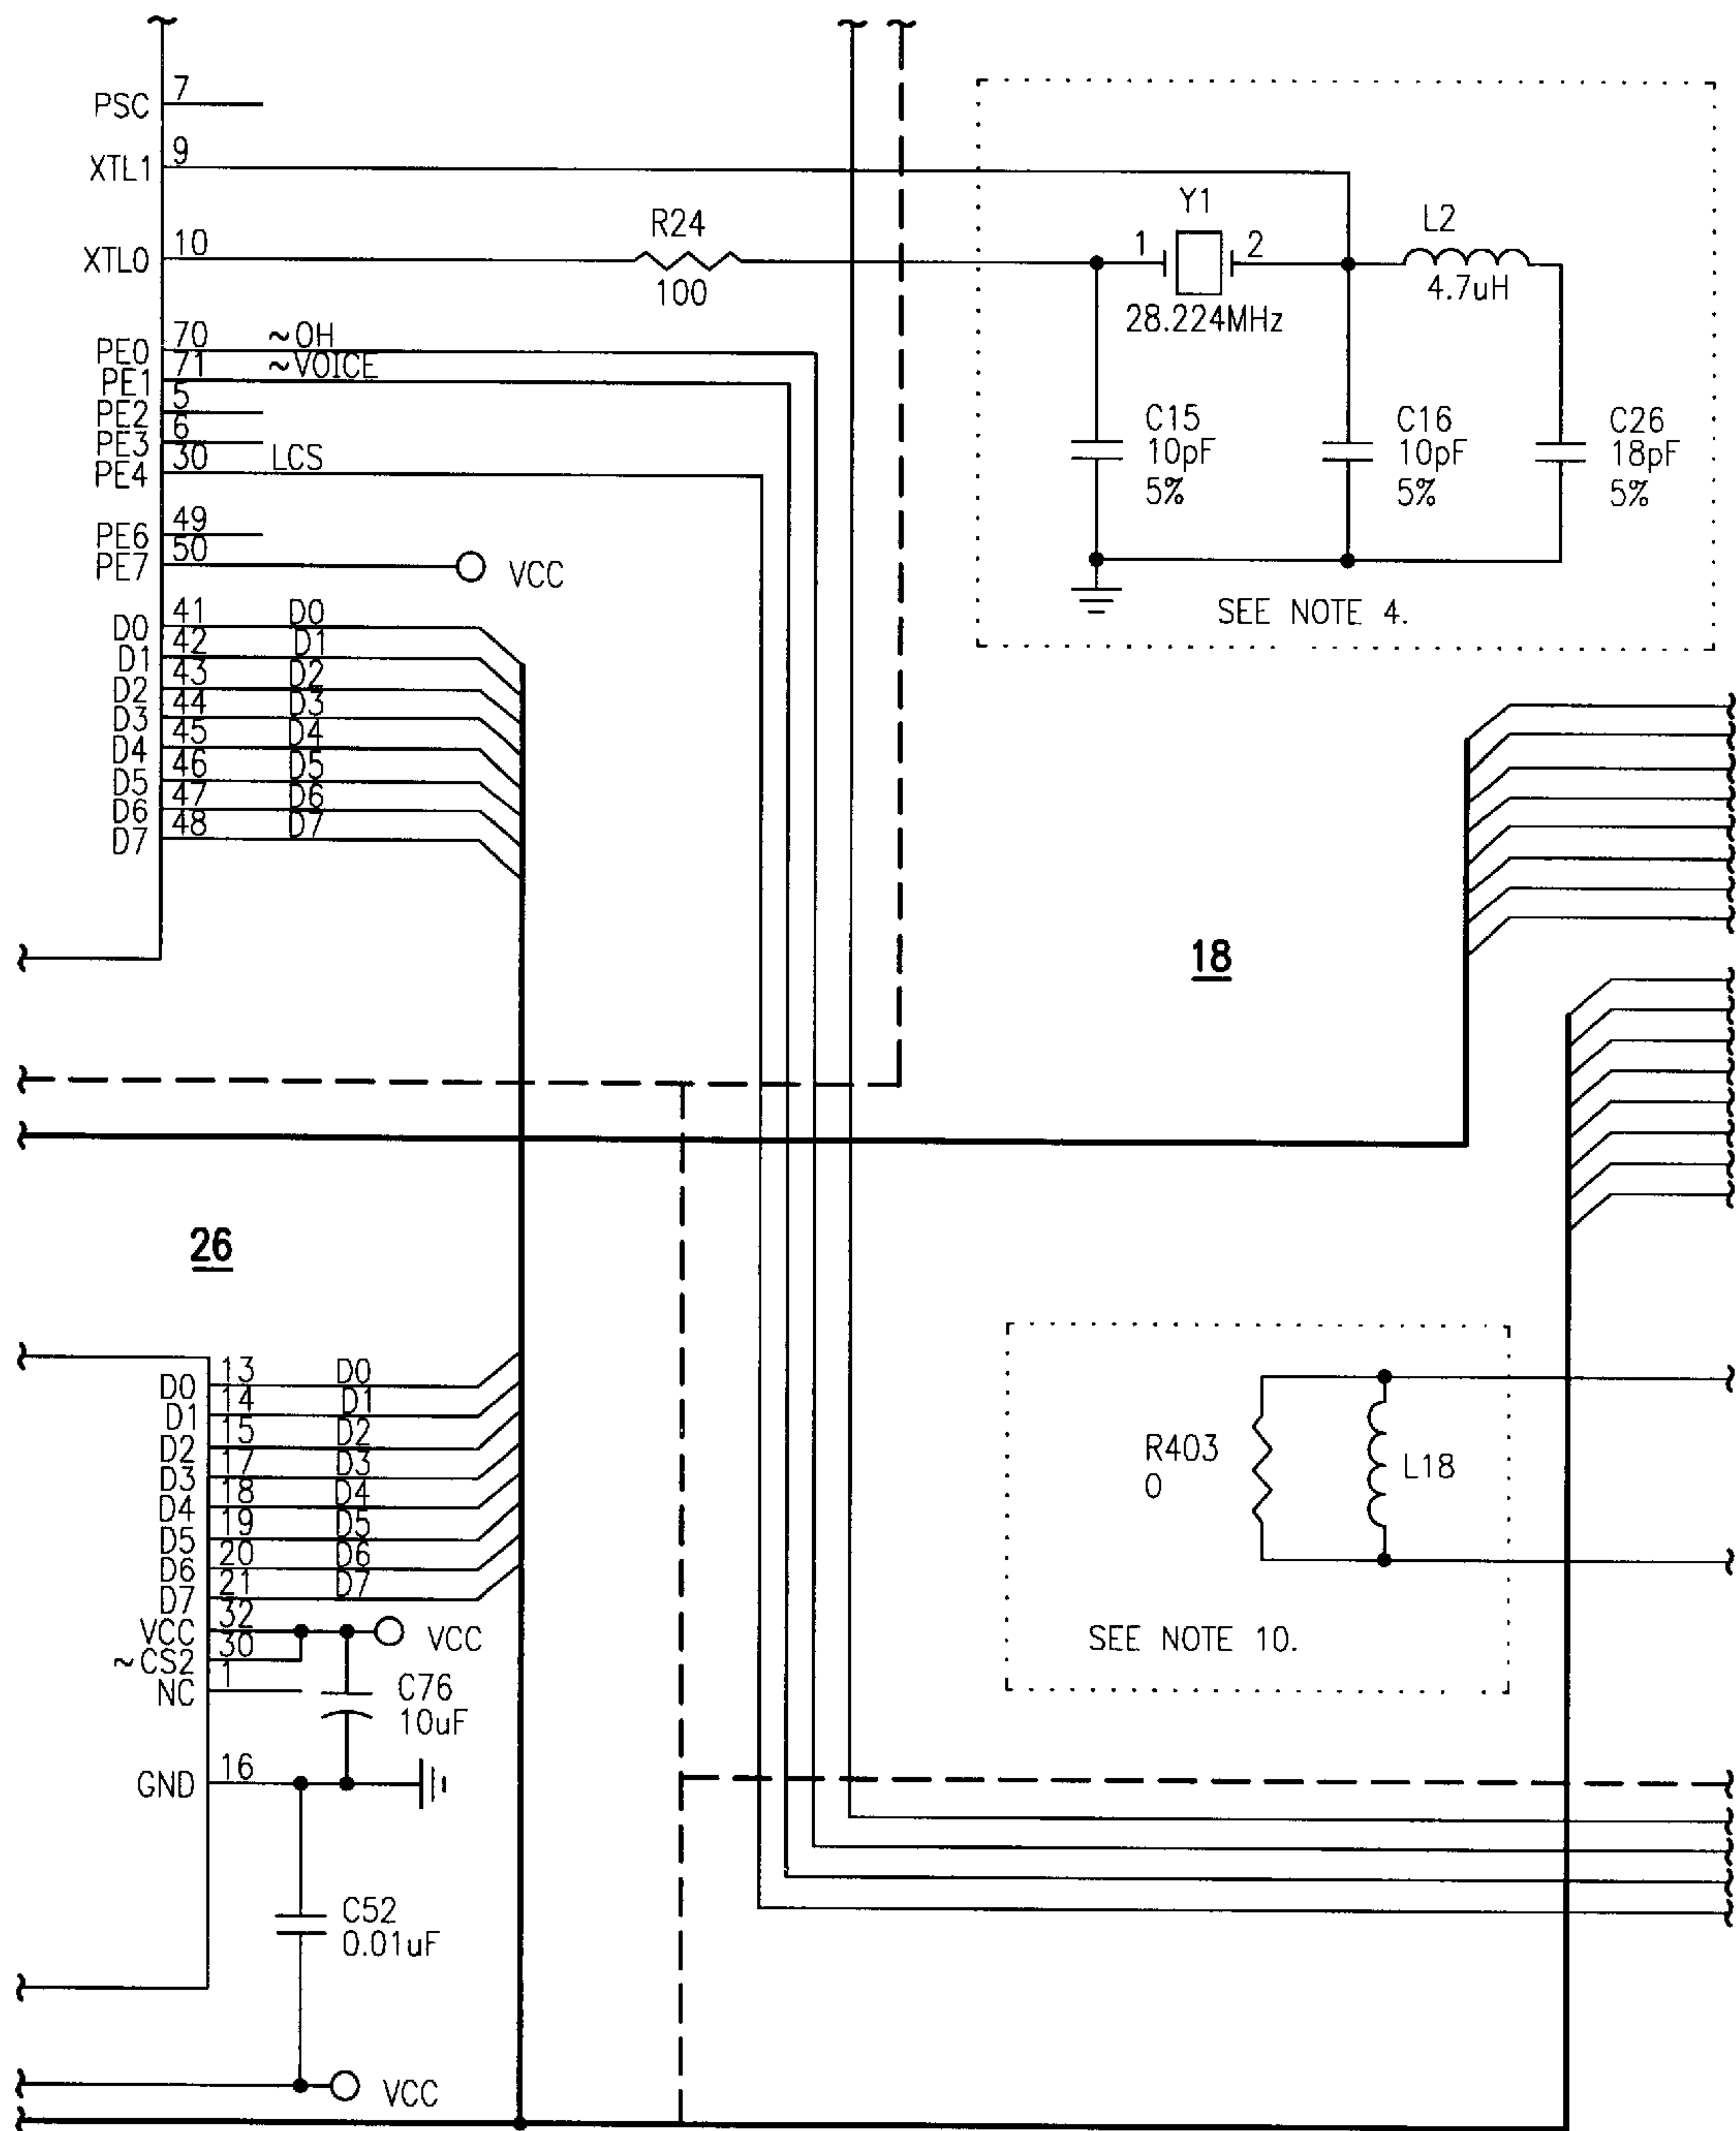 PSC 7
XTL1 9
XTLO 10
R24
100
Y1
1 2
28.224MHz
L2
4.7uH
C15
10pF
5%
C16
10pF
5%
C26
18pF
5%
SEE NOTE 4.
PE0 70 ~OH
PE1 71 ~VOICE
PE2 5
PE3 6
PE4 30 LCS
PE6 49
PE7 50 VCC
D0 41 D0
D1 42 D1
D2 43 D2
D3 44 D3
D4 45 D4
D5 46 D5
D6 47 D6
D7 48 D7
18
26
D0 13 D0
D1 14 D1
D2 15 D2
D3 17 D3
D4 18 D4
D5 19 D5
D6 20 D6
D7 21 D7
VCC 32 VCC
~CS2 30
NC 1
C76
10uF
GND 16
C52
0.01uF
VCC
R403
0
L18
SEE NOTE 10.